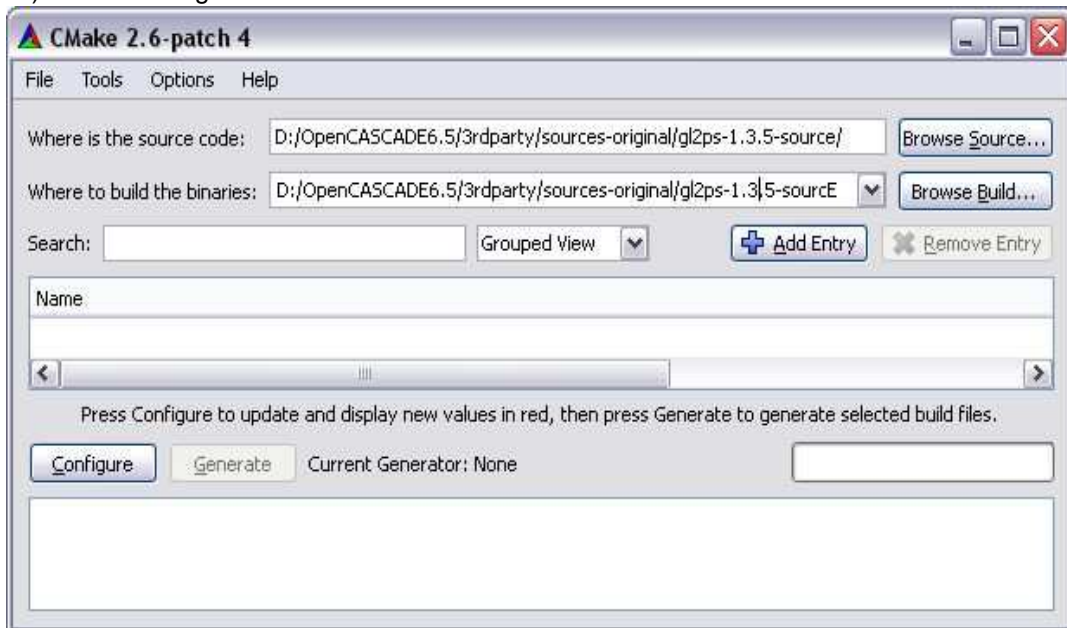 CMake 2.6-patch 4
File Tools Options Help
Where is the source code: D:/OpenCASCADE6.5/3rdparty/sources-original/gl2ps-1.3.5-source/ Browse Source...
Where to build the binaries: D:/OpenCASCADE6.5/3rdparty/sources-original/gl2ps-1.3.5-sourcE Browse Build...
Search: Grouped View Add Entry Remove Entry
Name
Press Configure to update and display new values in red, then press Generate to generate selected build files.
Configure Generate Current Generator: None